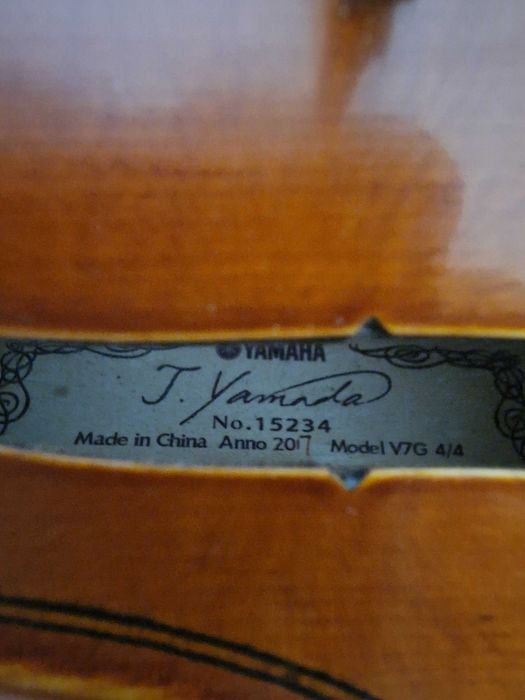 YAMAHA
J. Yamada
No.15234
Made in China Anno 2017 Model V7G 4/4